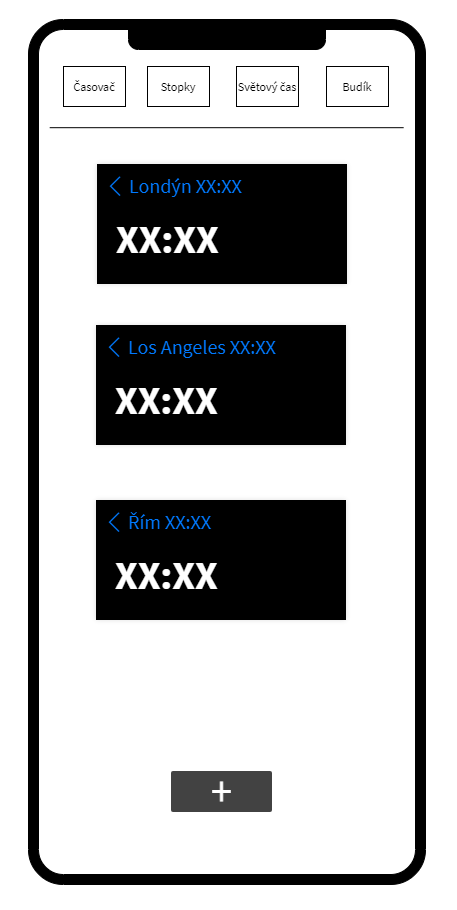 Časovač
Stopky
Světový čas
Budík
Londýn XX:XX
XX:XX
Los Angeles XX:XX
XX:XX
Řím XX:XX
XX:XX
+